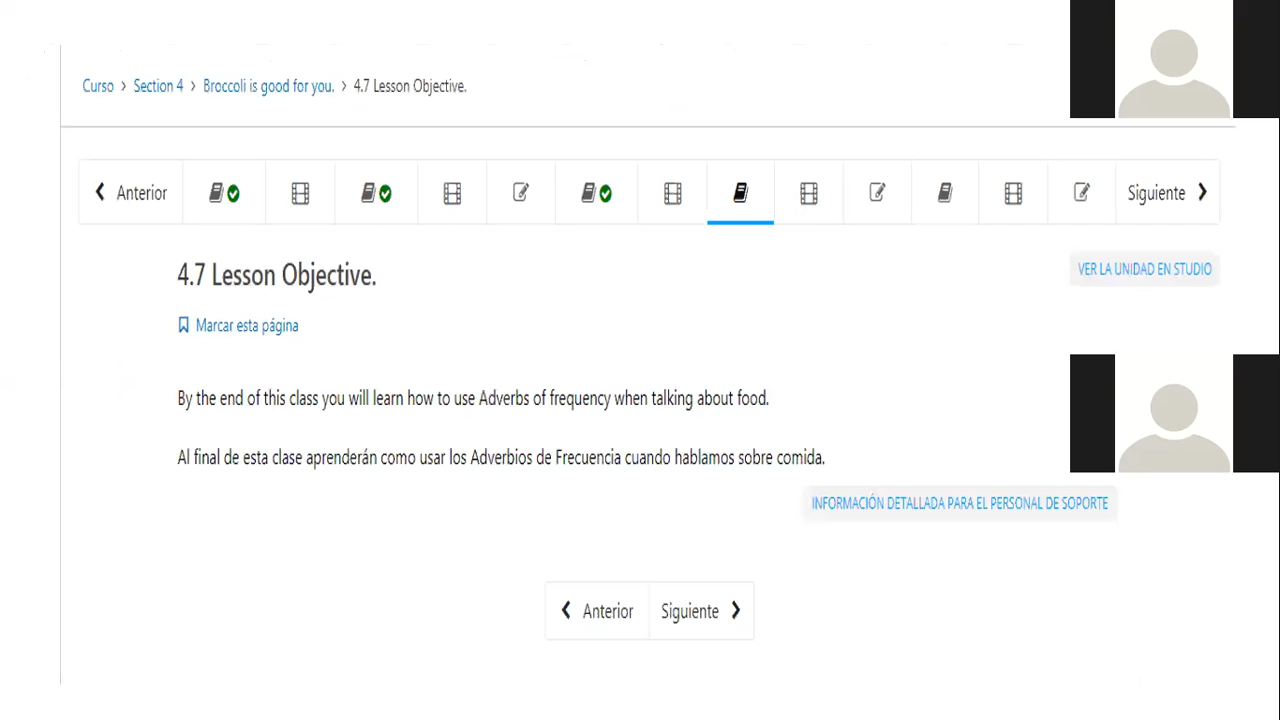 Curso > Section 4 > Broccoli is good for you. > 4.7 Lesson Objective.
Anterior
Siguiente
4.7 Lesson Objective.
VER LA UNIDAD EN STUDIO
Marcar esta página
By the end of this class you will learn how to use Adverbs of frequency when talking about food.
Al final de esta clase aprenderán como usar los Adverbios de Frecuencia cuando hablamos sobre comida.
INFORMACIÓN DETALLADA PARA EL PERSONAL DE SOPORTE
Anterior
Siguiente